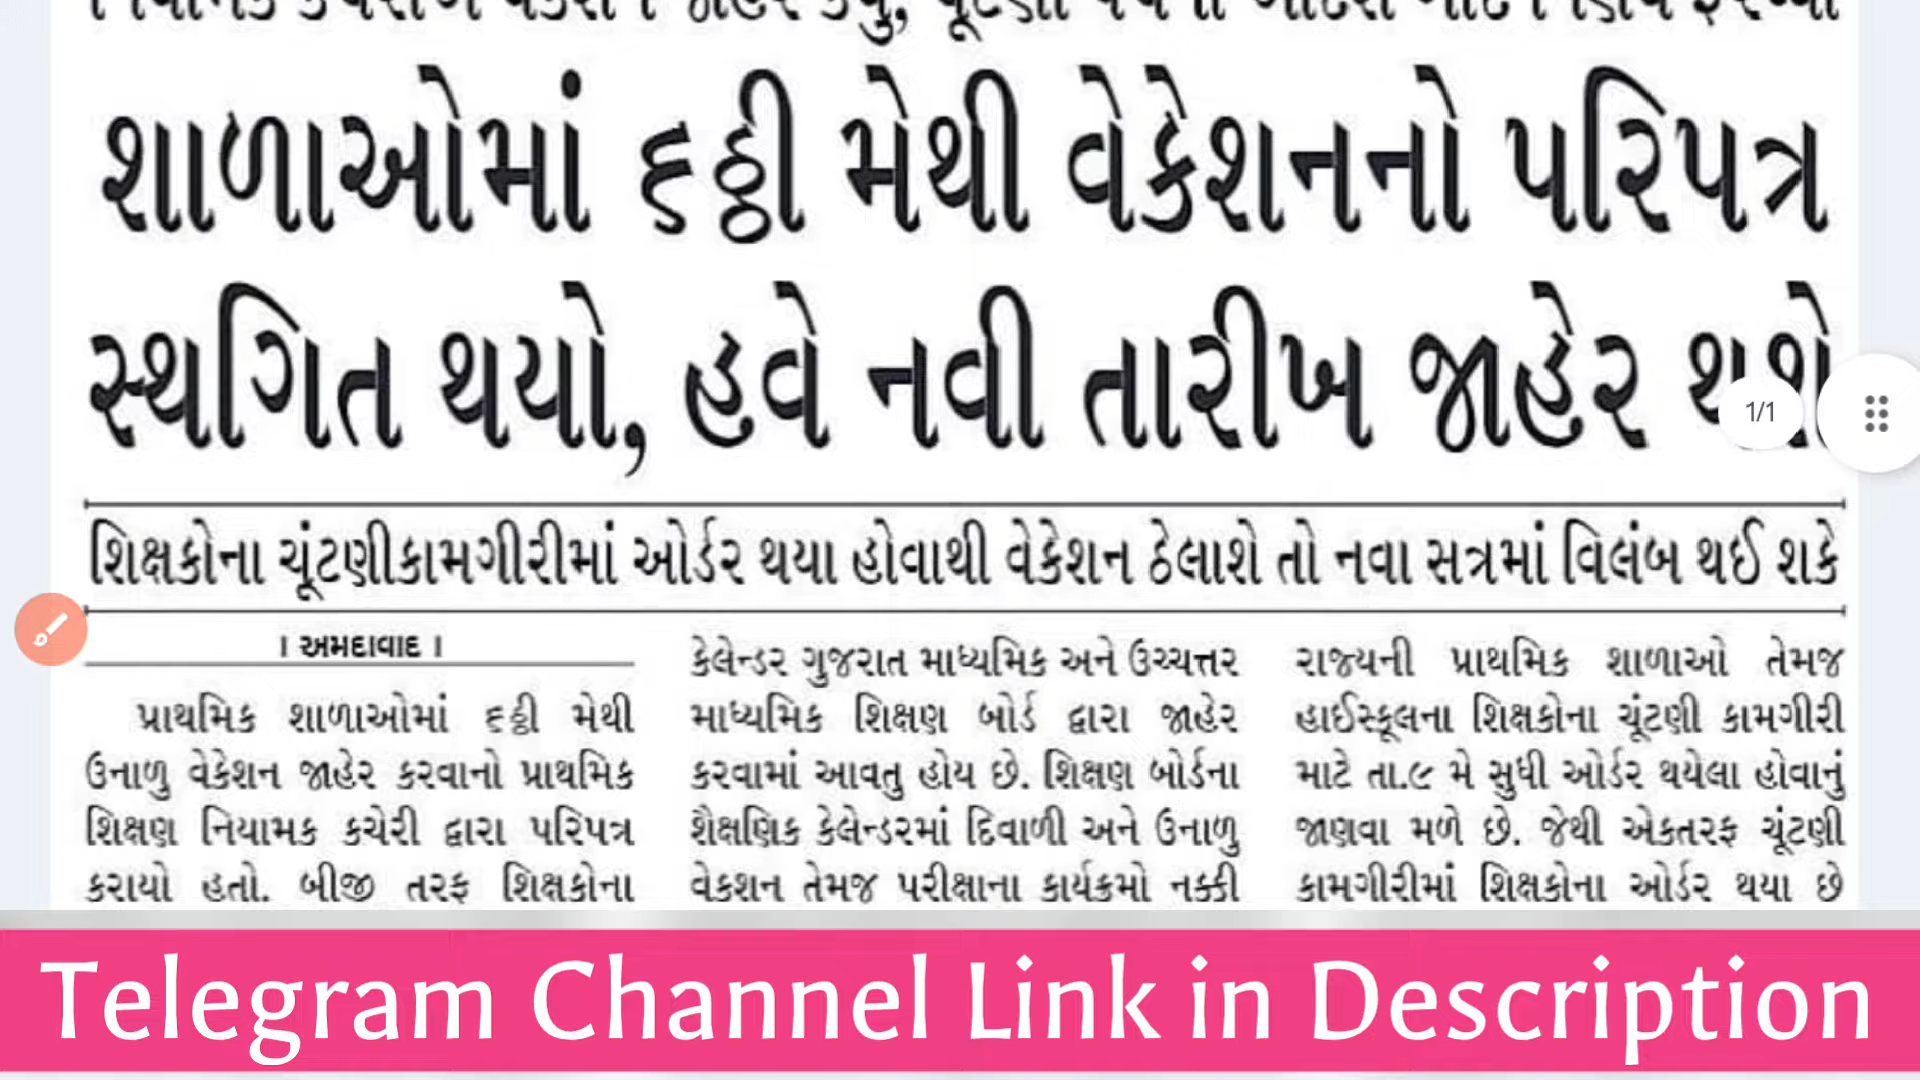 શાળાઓમાં ૬ઠ્ઠી મેથી વેકેશનનો પરિપત્ર
સ્થગિત થયો, હવે નવી તારીખ જાહેર થશે
1/1
શિક્ષકોના ચૂંટણીકામગીરીમાં ઓર્ડર થયા હોવાથી વેકેશન ઠેલાશે તો નવા સત્રમાં વિલંબ થઈ શકે
। અમદાવાદ ।
પ્રાથમિક શાળાઓમાં ૬ઠ્ઠી મેથી
ઉનાળુ વેકેશન જાહેર કરવાનો પ્રાથમિક
શિક્ષણ નિયામક કચેરી દ્વારા પરિપત્ર
કરાયો હતો. બીજી તરફ શિક્ષકોના
કેલેન્ડર ગુજરાત માધ્યમિક અને ઉચ્ચત્તર
માધ્યમિક શિક્ષણ બોર્ડ દ્વારા જાહેર
કરવામાં આવતુ હોય છે. શિક્ષણ બોર્ડના
શૈક્ષણિક કેલેન્ડરમાં દિવાળી અને ઉનાળુ
વેકશન તેમજ પરીક્ષાના કાર્યક્રમો નક્કી
રાજ્યની પ્રાથમિક શાળાઓ તેમજ
હાઈસ્કૂલના શિક્ષકોના ચૂંટણી કામગીરી
માટે તા.૯ મે સુધી ઓર્ડર થયેલા હોવાનું
જાણવા મળે છે. જેથી એકતરફ ચૂંટણી
કામગીરીમાં શિક્ષકોના ઓર્ડર થયા છે
Telegram Channel Link in Description